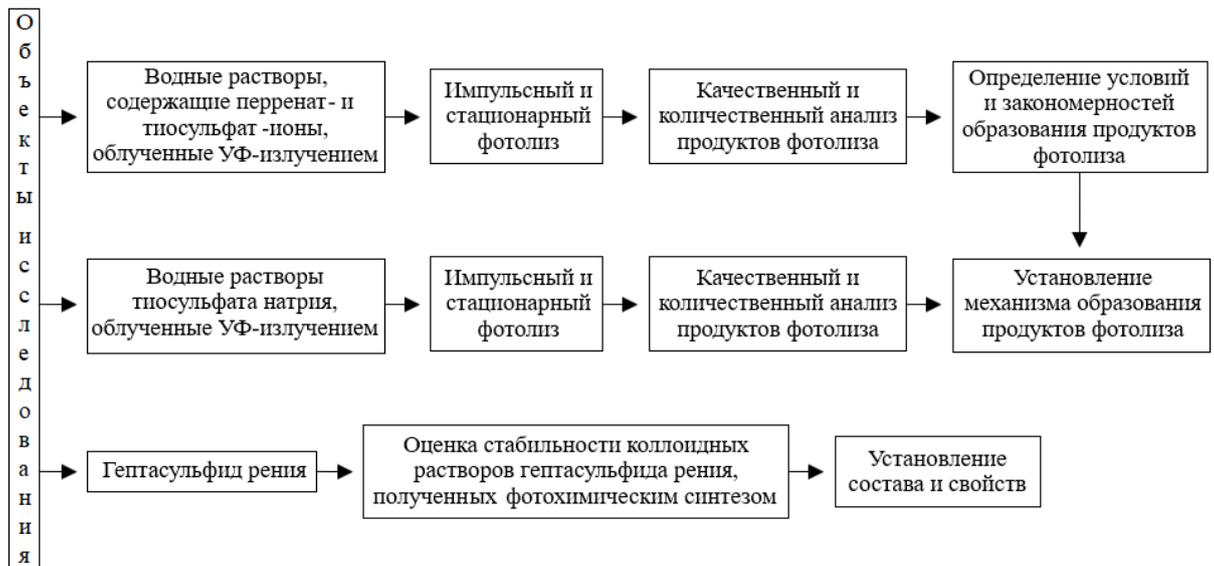 Объекты исследования
Водные растворы,
содержащие перренат- и
тиосульфат -ионы,
облученные УФ-излучением
Импульсный и
стационарный
фотолиз
Качественный и
количественный анализ
продуктов фотолиза
Определение условий
и закономерностей
образования продуктов
фотолиза
Водные растворы
тиосульфата натрия,
облученные УФ-излучением
Импульсный и
стационарный
фотолиз
Качественный и
количественный анализ
продуктов фотолиза
Установление
механизма образования
продуктов фотолиза
Гептасульфид рения
Оценка стабильности коллоидных
растворов гептасульфида рения,
полученных фотохимическим синтезом
Установление
состава и свойств